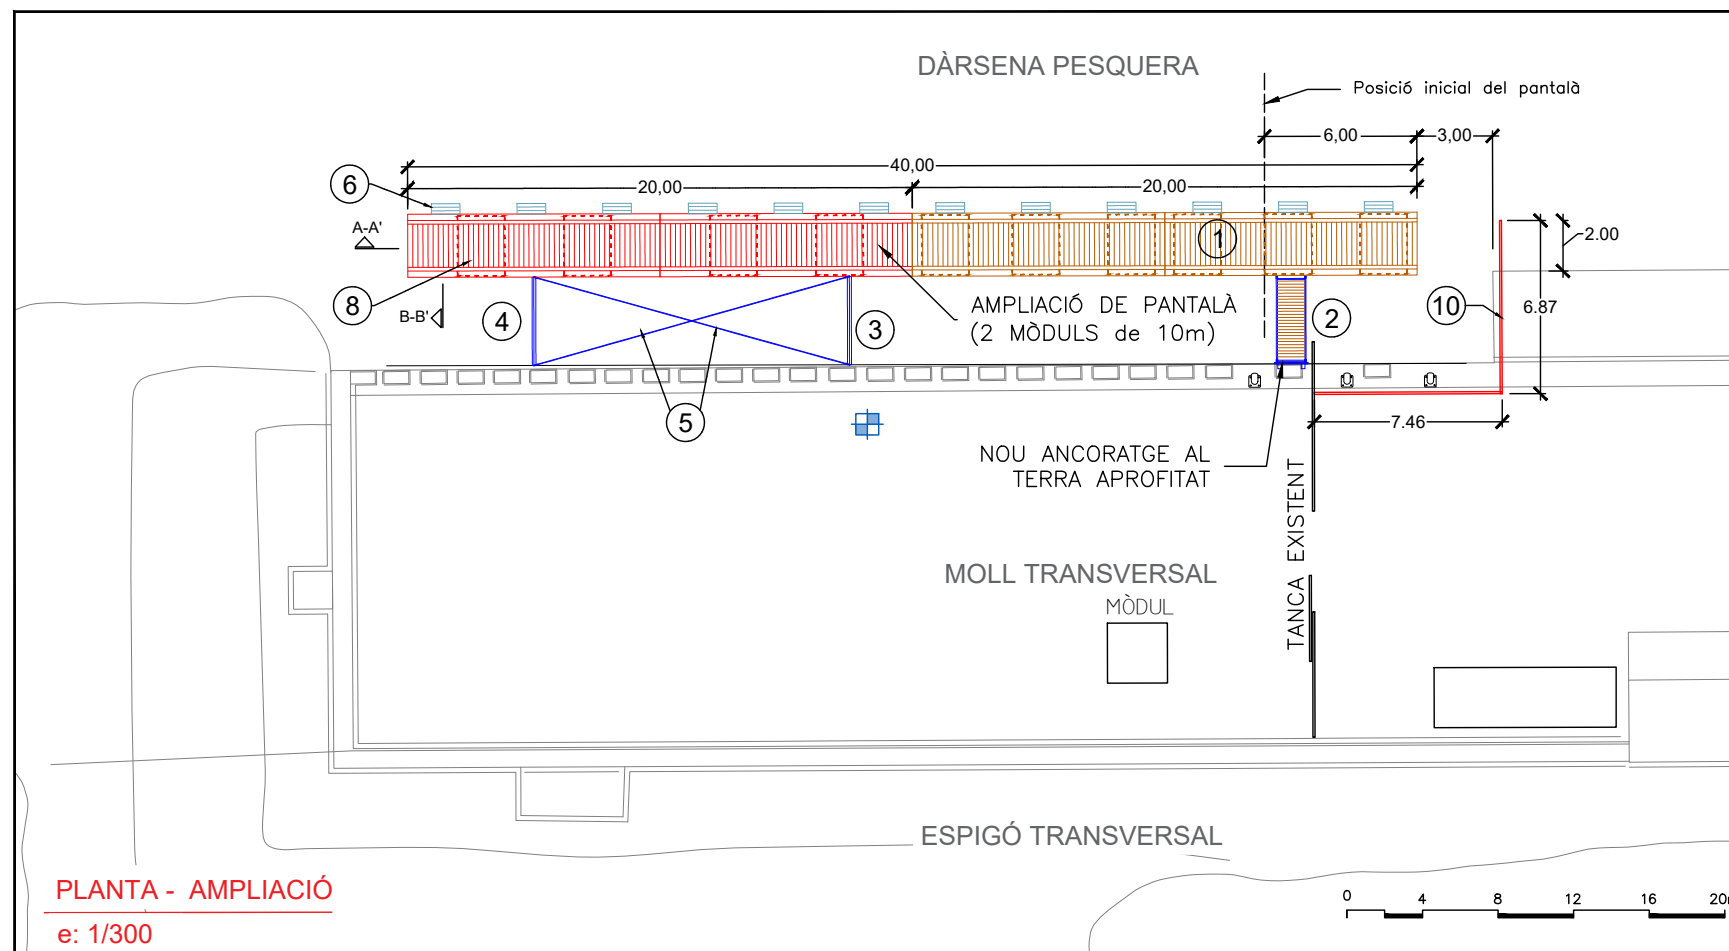 DÀRSENA PESQUERA
Posició inicial del pantalà
6,00
3,00
40,00
20,00
20,00
6
1
2.00
A-A'
8
B-B'
4
3
AMPLIACIÓ DE PANTALÀ
(2 MÒDULS de 10m)
2
10
6.87
5
7.46
NOU ANCORATGE AL
TERRA APROFITAT
TANCA EXISTENT
MOLL TRANSVERSAL
MÒDUL
ESPIGÓ TRANSVERSAL
PLANTA - AMPLIACIÓ
e: 1/300
0 4 8 12 16 20